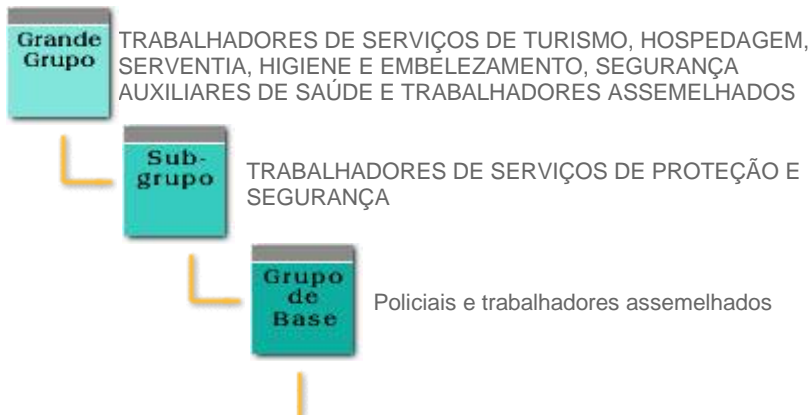 Grande
Grupo
TRABALHADORES DE SERVIÇOS DE TURISMO, HOSPEDAGEM,
SERVENTIA, HIGIENE E EMBELEZAMENTO, SEGURANÇA
AUXILIARES DE SAÚDE E TRABALHADORES ASSEMELHADOS
Sub-
grupo
TRABALHADORES DE SERVIÇOS DE PROTEÇÃO E
SEGURANÇA
Grupo
de
Base
Policiais e trabalhadores assemelhados